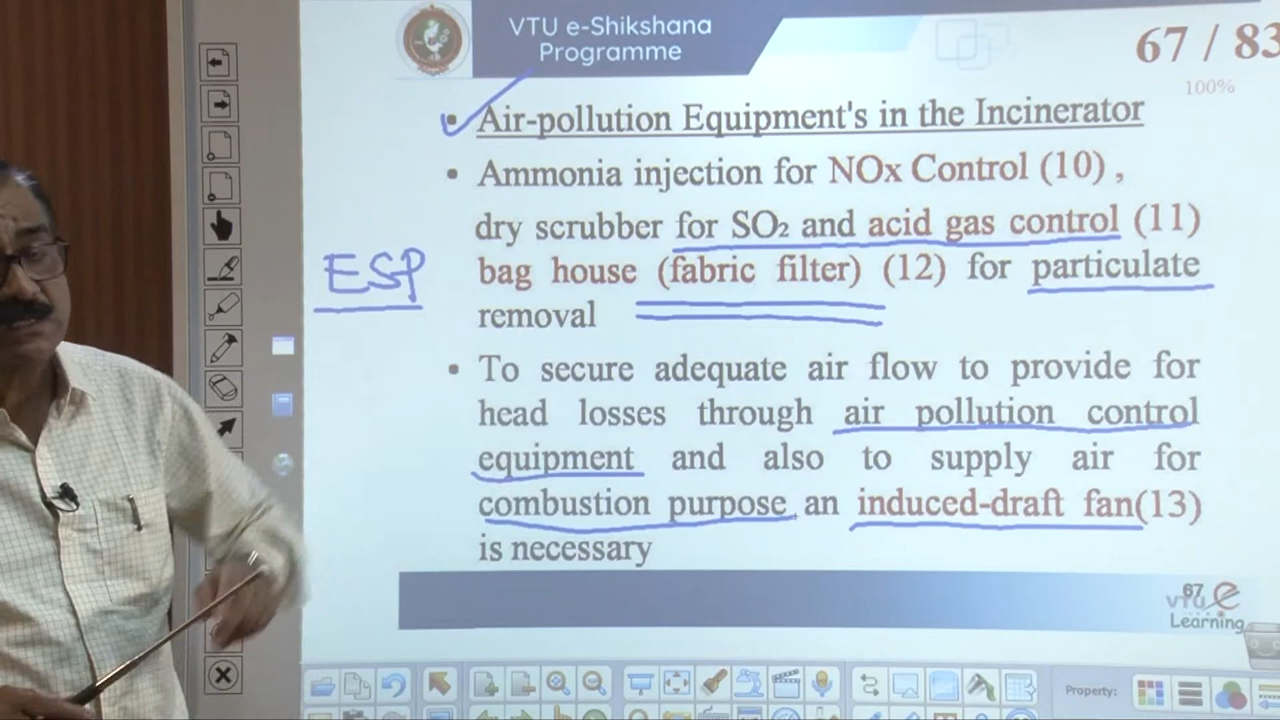 VTU e-Shikshana
Programme
67 / 83
100%
• Air-pollution Equipment's in the Incinerator
• Ammonia injection for NOx Control (10) ,
dry scrubber for SO₂ and acid gas control (11)
ESP
bag house (fabric filter) (12) for particulate
removal
• To secure adequate air flow to provide for
head losses through air pollution control
equipment and also to supply air for
combustion purpose an induced-draft fan(13)
is necessary
67
vtu e
Learning
Property: